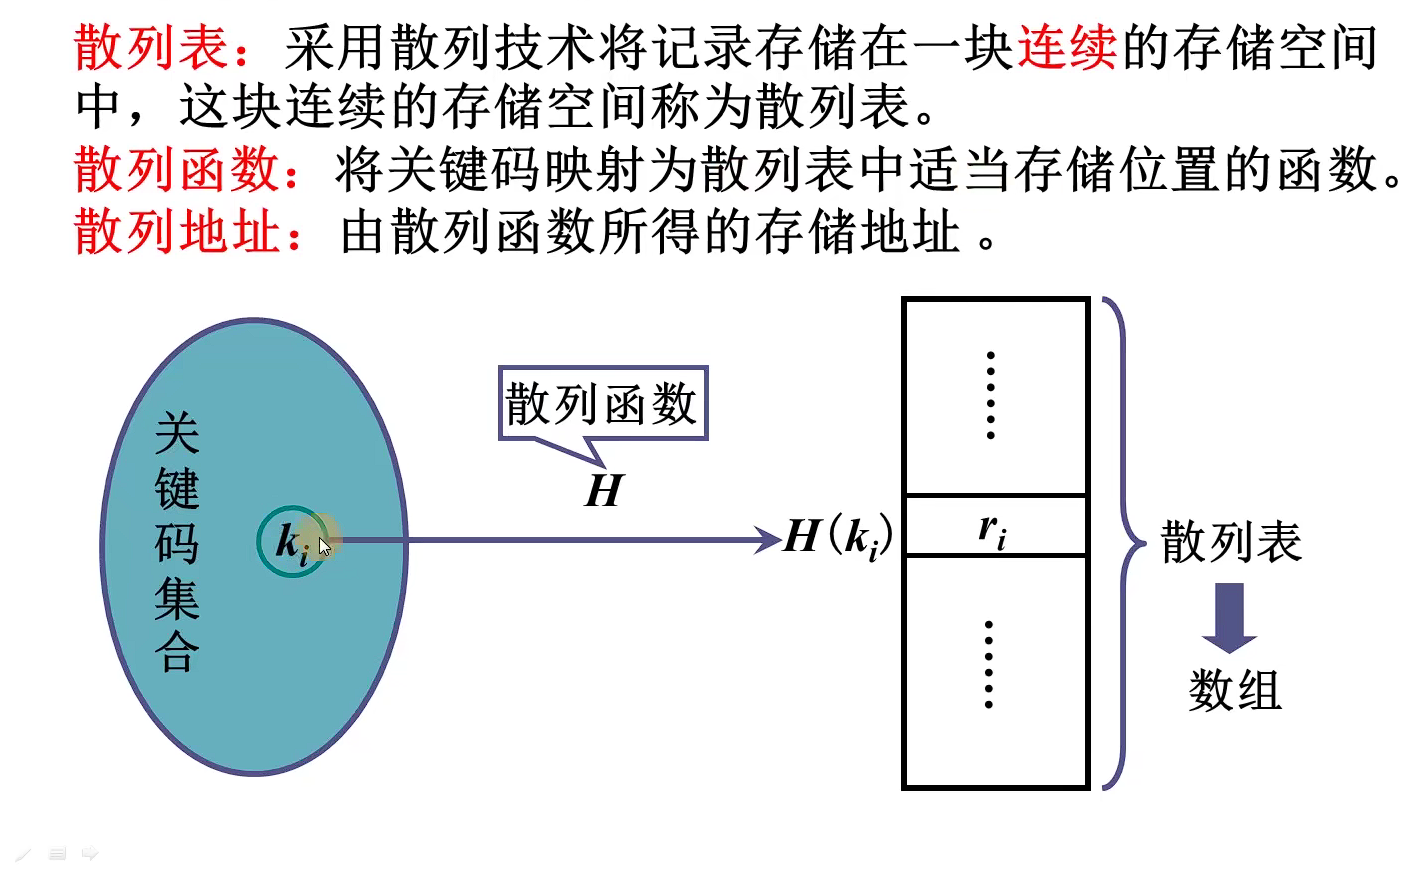 散列表：采用散列技术将记录存储在一块连续的存储空间
中，这块连续的存储空间称为散列表。
散列函数：将关键码映射为散列表中适当存储位置的函数。
散列地址：由散列函数所得的存储地址 。
关键码集合
ki
散列函数
H
H(ki)
ri
散列表
数组